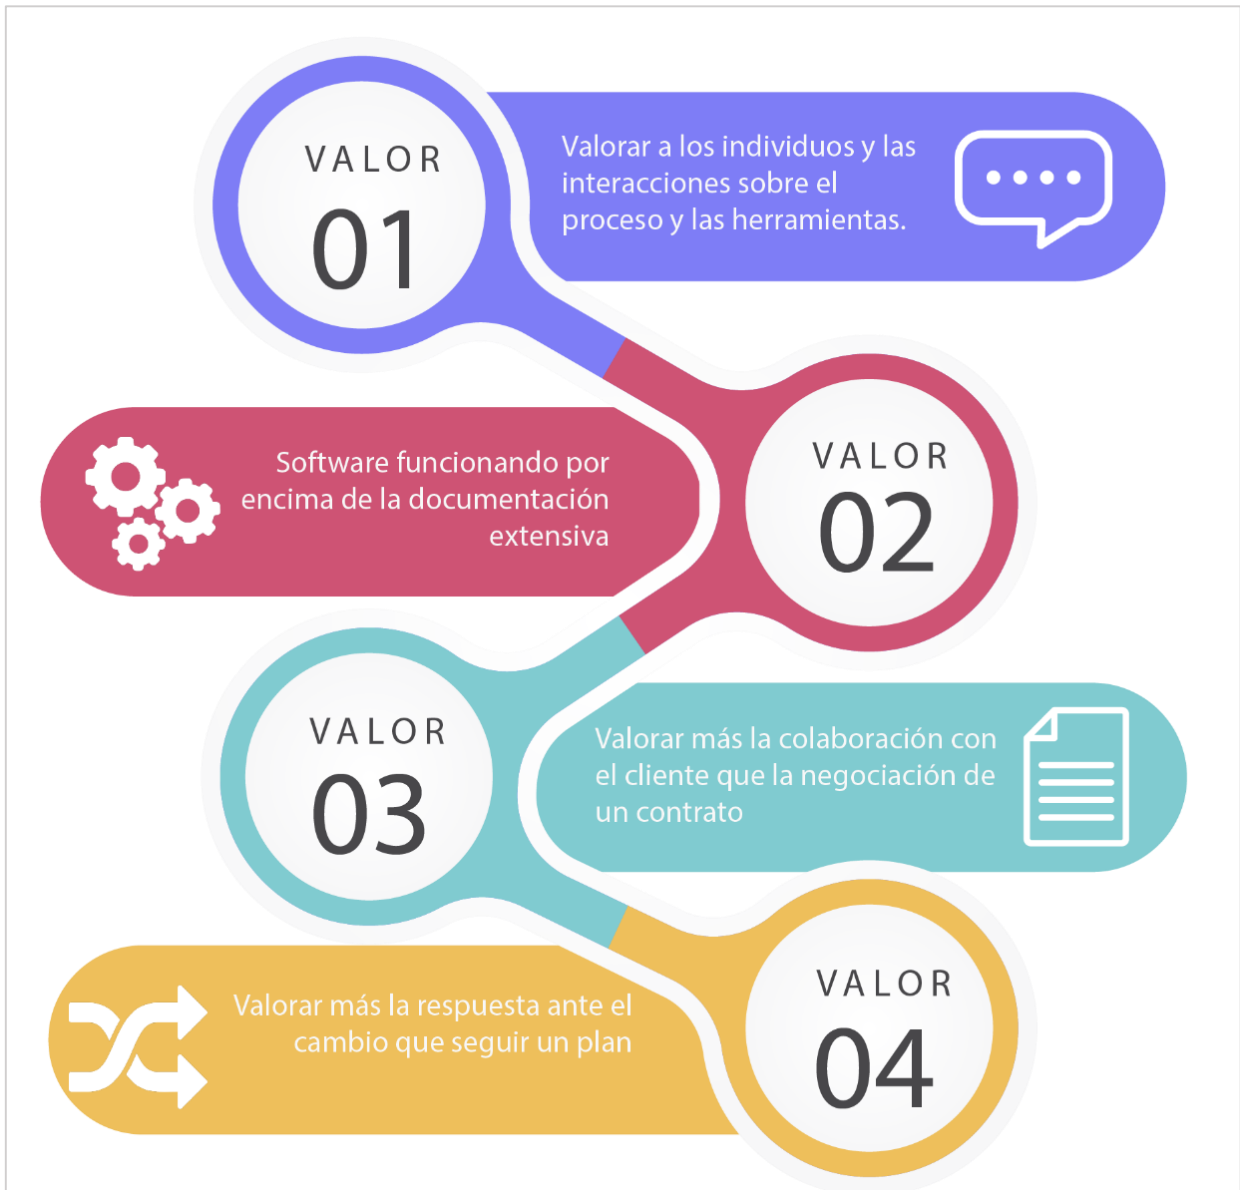 VALOR
01
Valorar a los individuos y las
interacciones sobre el
proceso y las herramientas.
Software funcionando por
encima de la documentación
extensiva
VALOR
02
VALOR
03
Valorar más la colaboración con
el cliente que la negociación de
un contrato
Valorar más la respuesta ante el
cambio que seguir un plan
VALOR
04